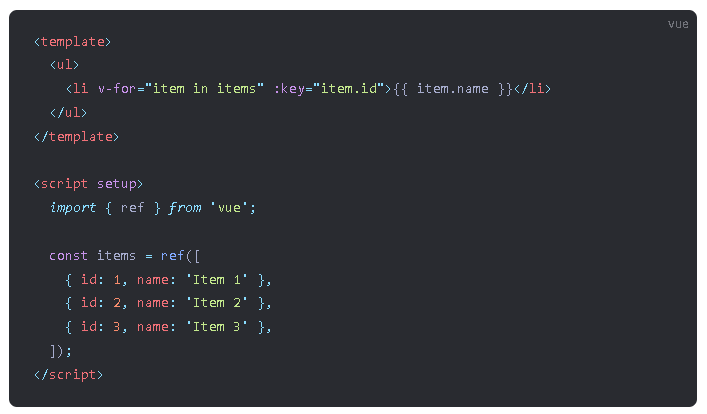 vue
<template>
  <ul>
    <li v-for="item in items" :key="item.id">{{ item.name }}</li>
  </ul>
</template>

<script setup>
  import { ref } from 'vue';

  const items = ref([
    { id: 1, name: 'Item 1' },
    { id: 2, name: 'Item 2' },
    { id: 3, name: 'Item 3' },
  ]);
</script>